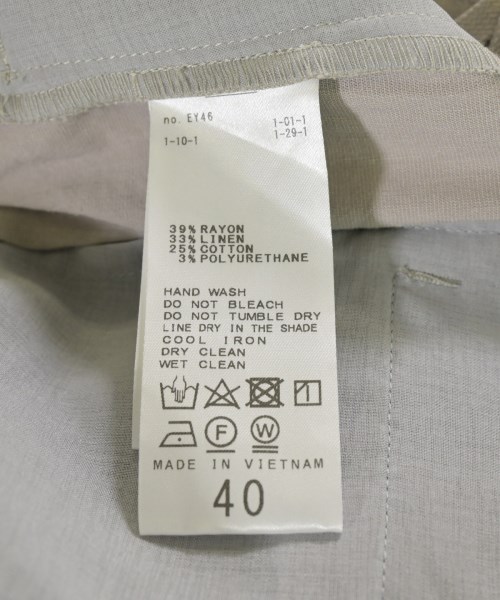 no. EY46 1-01-1
1-10-1 1-29-1
39% RAYON
33% LINEN
25% COTTON
3% POLYURETHANE
HAND WASH
DO NOT BLEACH
DO NOT TUMBLE DRY
LINE DRY IN THE SHADE
COOL IRON
DRY CLEAN
WET CLEAN
F W
MADE IN VIETNAM
40